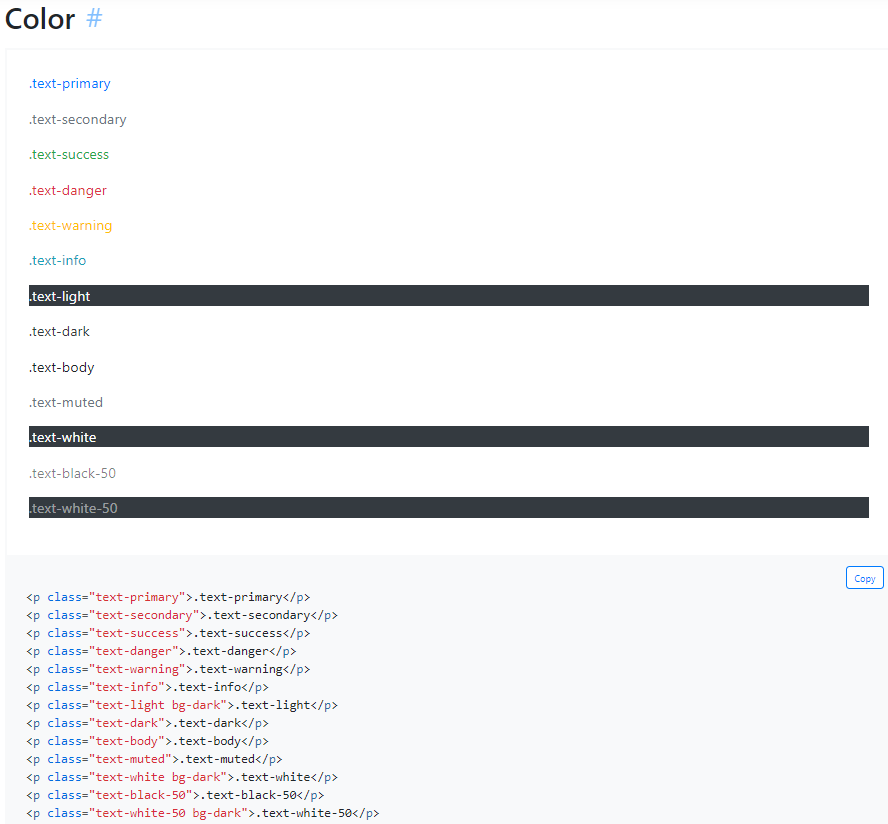 Color #
.text-primary
.text-secondary
.text-success
.text-danger
.text-warning
.text-info
.text-light
.text-dark
.text-body
.text-muted
.text-white
.text-black-50
.text-white-50
Copy
<p class="text-primary">.text-primary</p>
<p class="text-secondary">.text-secondary</p>
<p class="text-success">.text-success</p>
<p class="text-danger">.text-danger</p>
<p class="text-warning">.text-warning</p>
<p class="text-info">.text-info</p>
<p class="text-light bg-dark">.text-light</p>
<p class="text-dark">.text-dark</p>
<p class="text-body">.text-body</p>
<p class="text-muted">.text-muted</p>
<p class="text-white bg-dark">.text-white</p>
<p class="text-black-50">.text-black-50</p>
<p class="text-white-50 bg-dark">.text-white-50</p>